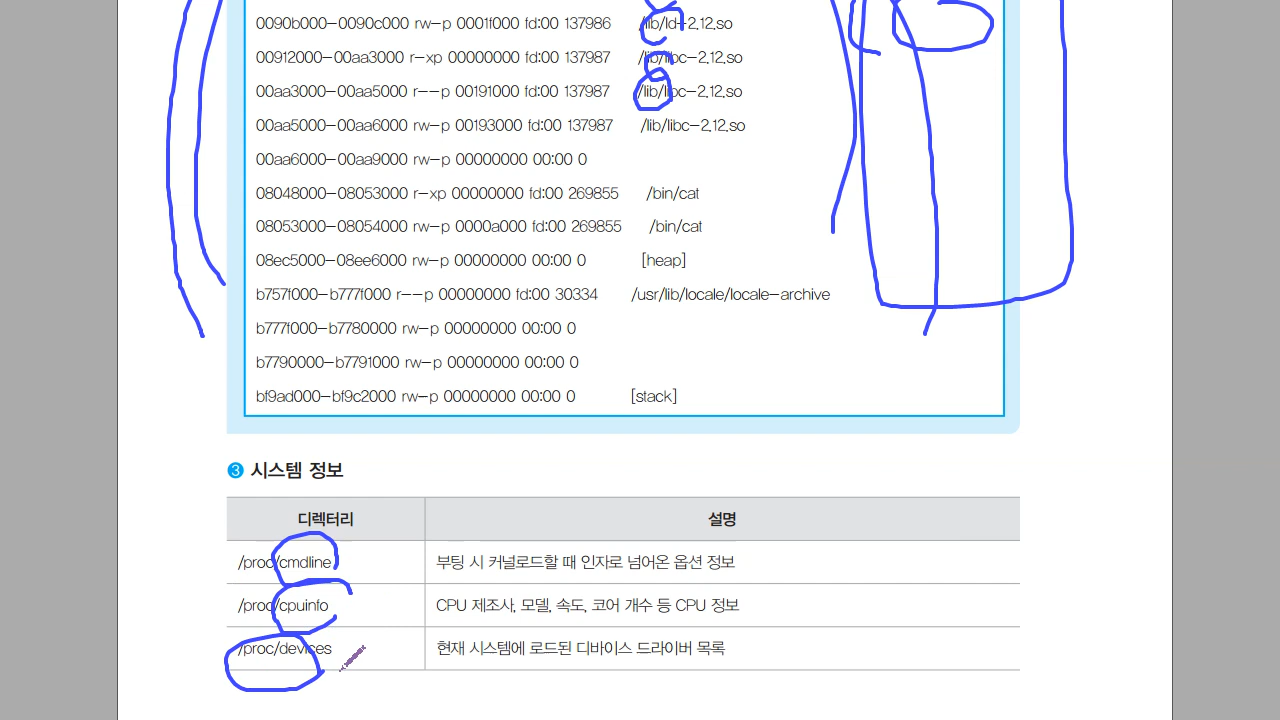 0090b000-0090c000 rw-p 0001f000 fd:00 137986 /lib/ld-2.12.so
00912000-00aa3000 r-xp 00000000 fd:00 137987 /lib/libc-2.12.so
00aa3000-00aa5000 r--p 00191000 fd:00 137987 /lib/libc-2.12.so
00aa5000-00aa6000 rw-p 00193000 fd:00 137987 /lib/libc-2.12.so
00aa6000-00aa9000 rw-p 00000000 00:00 0
08048000-08053000 r-xp 00000000 fd:00 269855 /bin/cat
08053000-08054000 rw-p 0000a000 fd:00 269855 /bin/cat
08ec5000-08ee6000 rw-p 00000000 00:00 0 [heap]
b757f000-b777f000 r--p 00000000 fd:00 30334 /usr/lib/locale/locale-archive
b777f000-b7780000 rw-p 00000000 00:00 0
b7790000-b7791000 rw-p 00000000 00:00 0
bf9ad000-bf9c2000 rw-p 00000000 00:00 0 [stack]
❸ 시스템 정보
디렉터리 설명
/proc/cmdline 부팅 시 커널로드할 때 인자로 넘어온 옵션 정보
/proc/cpuinfo CPU 제조사, 모델, 속도, 코어 개수 등 CPU 정보
/proc/devices 현재 시스템에 로드된 디바이스 드라이버 목록